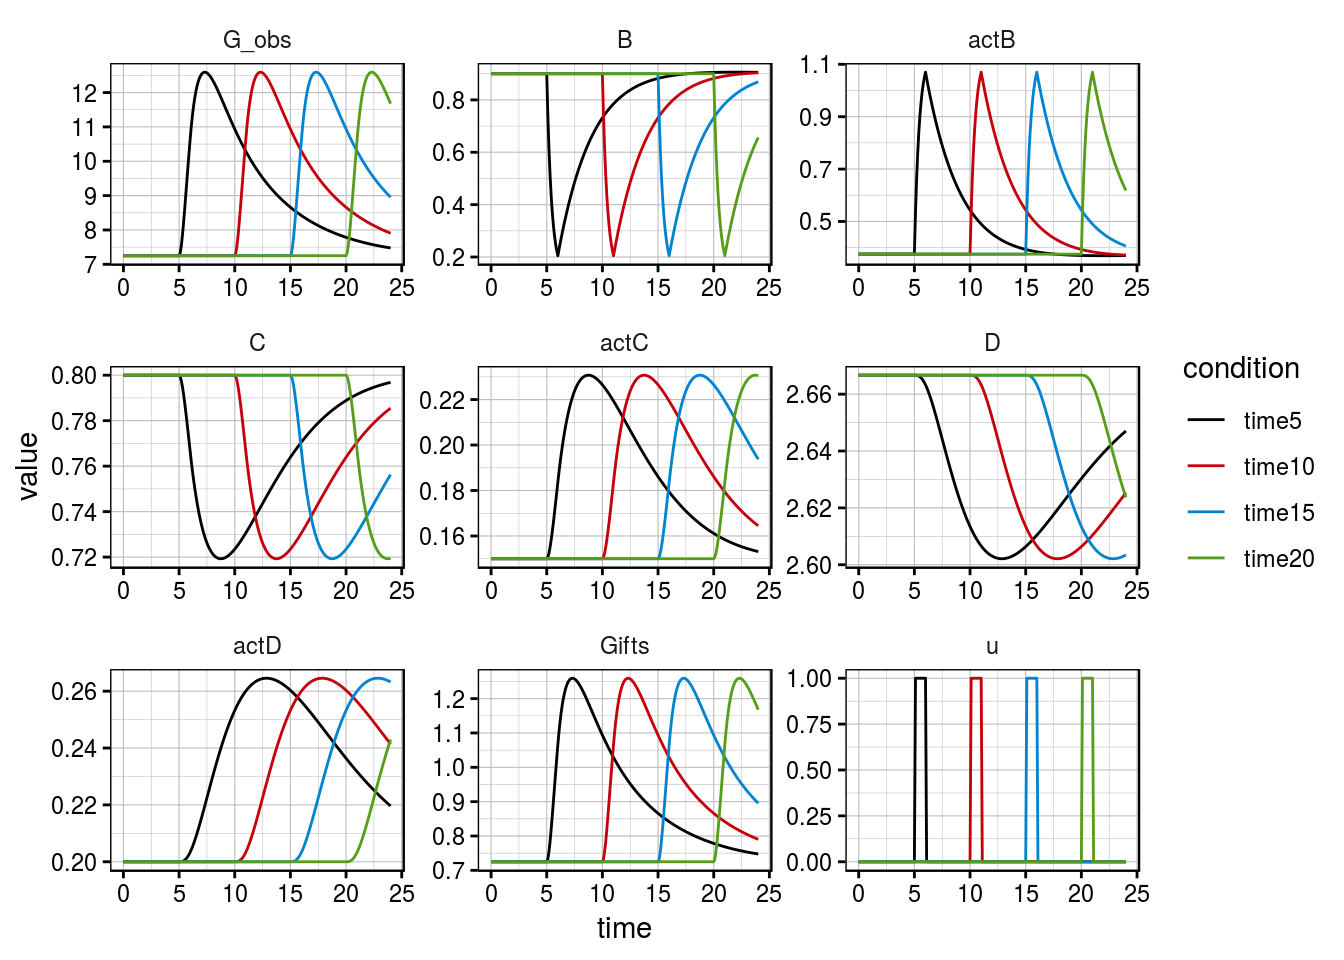 G_obs B actB
12 0.8 1.1
11 0.6 0.9
10 0.4 0.7
9 0.2 0.5
8
7
0 5 10 15 20 25 0 5 10 15 20 25 0 5 10 15 20 25
C actC D
0.80 0.22 2.66
0.78 0.20 2.64
0.76 0.18 2.62
0.74 0.16 2.60
0.72
0 5 10 15 20 25 0 5 10 15 20 25 0 5 10 15 20 25
actD Gifts u
0.26 1.2 1.00
0.24 1.1 0.75
0.22 1.0 0.50
0.20 0.9 0.25
0.8 0.00
0.7
0 5 10 15 20 25 0 5 10 15 20 25 0 5 10 15 20 25
value
time
condition
time5
time10
time15
time20